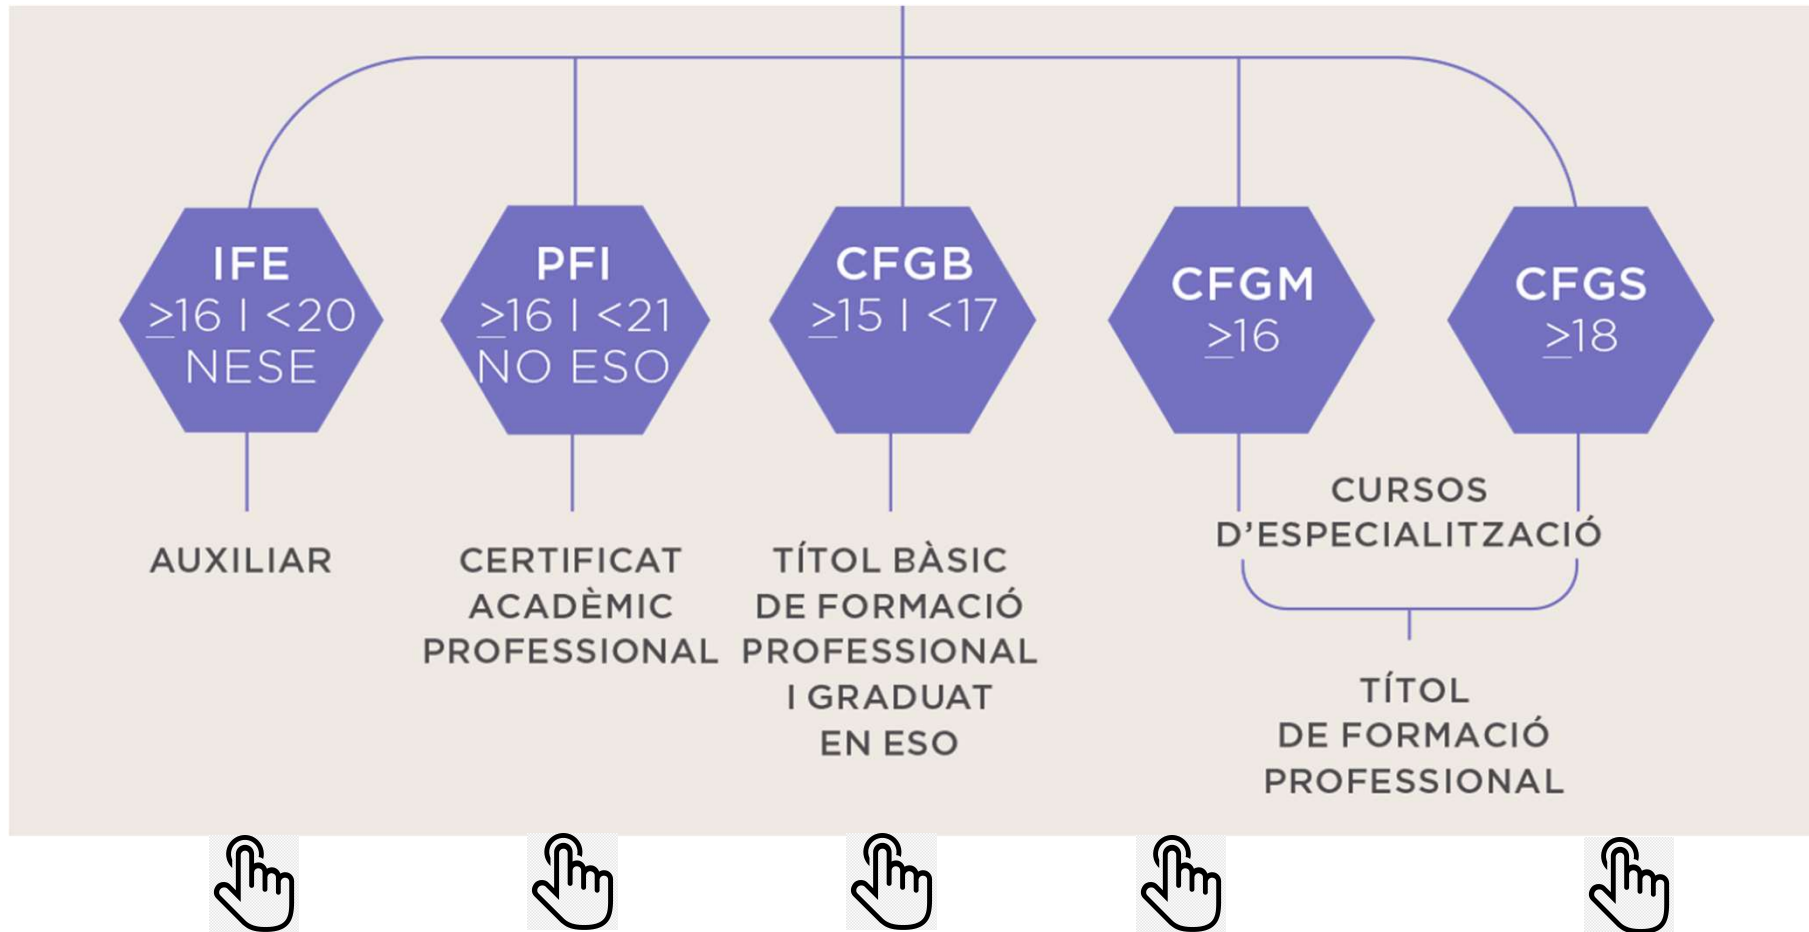 IFE
≥16 I <20
NESE
PFI
≥16 I <21
NO ESO
CFGB
≥15 I <17
CFGM
≥16
CFGS
≥18
AUXILIAR
CERTIFICAT
ACADÈMIC
PROFESSIONAL
TÍTOL BÀSIC
DE FORMACIÓ
PROFESSIONAL
I GRADUAT
EN ESO
CURSOS
D'ESPECIALITZACIÓ
TÍTOL
DE FORMACIÓ
PROFESSIONAL